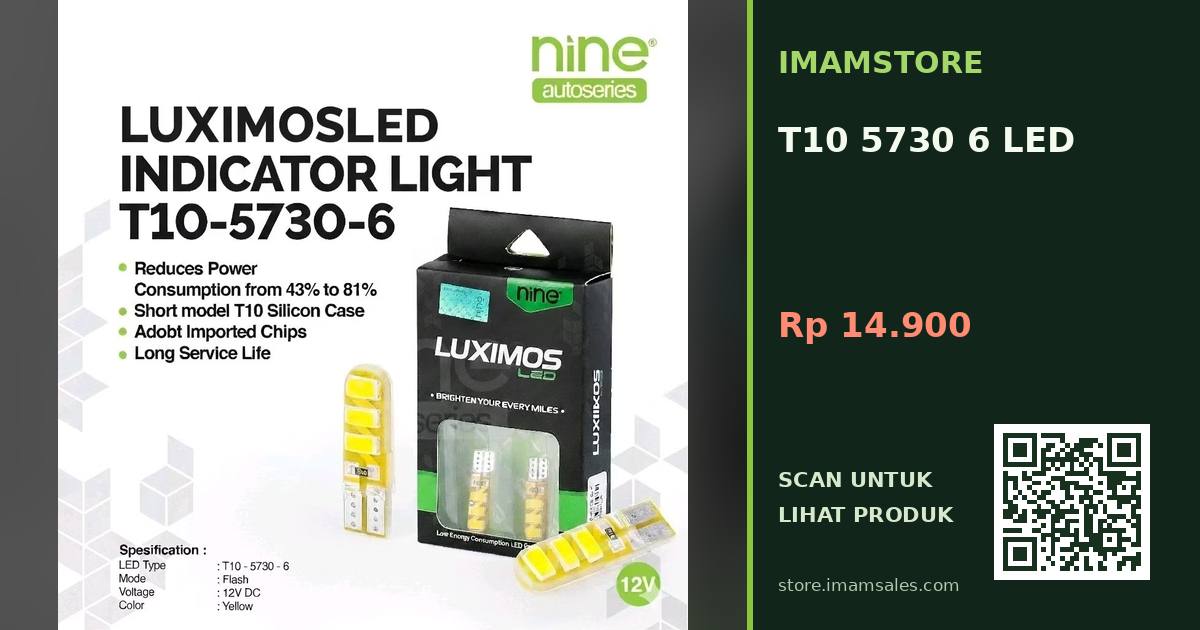 nine®
autoseries
LUXIMOSLED
INDICATOR LIGHT
T10-5730-6
Reduces Power
Consumption from 43% to 81%
Short model T10 Silicon Case
Adobt Imported Chips
Long Service Life
nine
LUXIMOS
LED
• BRIGHTEN YOUR EVERY MILES •
LUXIMOS
Low Energy Consumption LED
12V
Spesification :
LED Type : T10 - 5730 - 6
Mode : Flash
Voltage : 12V DC
Color : Yellow
IMAMSTORE
T10 5730 6 LED
Rp 14.900
SCAN UNTUK
LIHAT PRODUK
store.imamsales.com